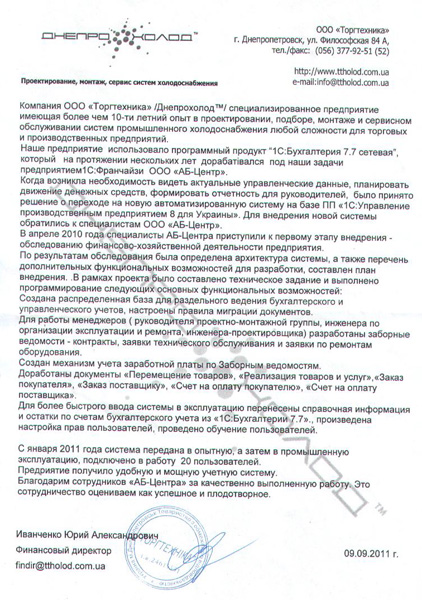 ДНЕПРО ХОЛОД™
ООО "Торгтехника"
г. Днепропетровск, ул. Философская 84 А,
тел./факс: (056) 377-92-51 (52)
http://www.ttholod.com.ua
e-mail:info@ttholod.com.ua
Проектирование, монтаж, сервис систем холодоснабжения
Компания ООО «Торгтехника» /Днепрохолод™/ специализированное предприятие
имеющая более чем 10-ти летний опыт в проектировании, подборе, монтаже и сервисном
обслуживании систем промышленного холодоснабжения любой сложности для торговых
и производственных предприятий.
Наше предприятие использовало программный продукт "1С:Бухгалтерия 7.7 сетевая",
который на протяжении нескольких лет дорабатівался под наши задачи
предприятием1С:Франчайзи ООО «АБ-Центр».
Когда возникла необходимость видеть актуальные управленческие данные, планировать
движение денежных средств, формировать отчетность для руководителей, было принято
решение о переходе на новую автоматизированную систему на базе ПП «1С:Управление
производственным предприятием 8 для Украины». Для внедрения новой системы
обратились к специалистам ООО «АБ-Центр».
В апреле 2010 года специалисты АБ-Центра приступили к первому этапу внедрения -
обследованию финансово-хозяйственной деятельности предприятия.
По результатам обследования была определена архитектура системы, а также перечень
дополнительных функциональных возможностей для разработки, составлен план
внедрения. .В рамках проекта было составлено техническое задание и выполнено
программирование следующих основных функциональных возможностей:
Создана распределенная база для раздельного ведения бухгалтерского и
управленческого учетов, настроены правила миграции документов.
Для работы менеджеров ( руководителя проектно-монтажной группы, инженера по
организации эксплуатации и ремонта, инженера-проектировщика) разработаны заборные
ведомости - контракты, заявки технического обслуживания и заявки по ремонтам
оборудования.
Создан механизм учета заработной платы по Заборным ведомостям.
Доработаны документы «Перемещение товаров», «Реализация товаров и услуг»,«Заказ
покупателя», «Заказ поставщику», «Счет на оплату покупателю», «Счет на оплату
поставщика».
Для более быстрого ввода системы в эксплуатацию перенесены справочная информация
и остатки по счетам бухгалтерского учета из «1С:Бухгалтерий 7.7»., произведена
настройка прав пользователей, проведено обучение пользователей.
С января 2011 года система передана в опытную, а затем в промышленную
эксплуатацию, подключено в работу 20 пользователей.
Предприятие получило удобную и мощную учетную систему.
Благодарим сотрудников «АБ-Центра» за качественно выполненную работу. Это
сотрудничество оцениваем как успешное и плодотворное.
Иванченко Юрий Александрович
Финансовый директор
findir@ttholod.com.ua
09.09.2011 г.